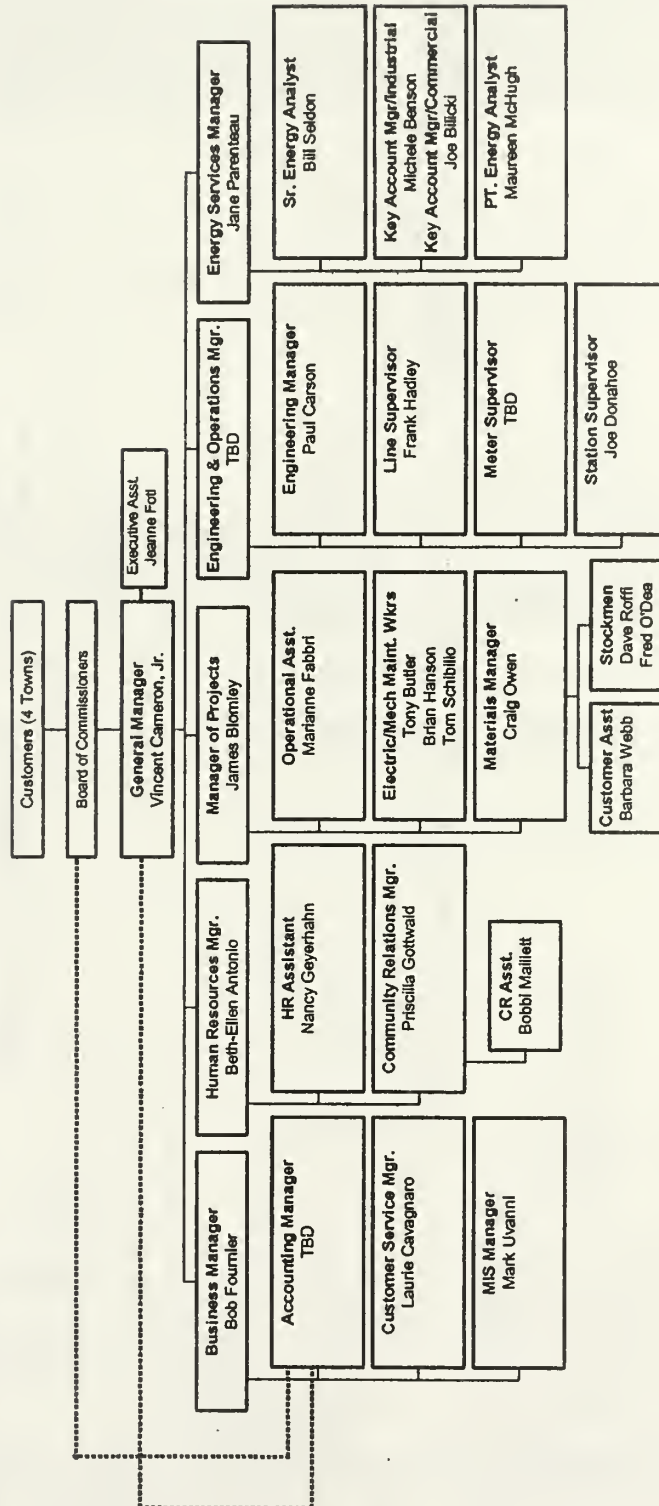 Customers (4 Towns)
Board of Commissioners
General Manager
Vincent Cameron, Jr.
Executive Asst.
Jeanne Foti
Business Manager
Bob Fournier
Accounting Manager
TBD
Customer Service Mgr.
Laurie Cavagnaro
MIS Manager
Mark Uvanni
Human Resources Mgr.
Beth-Ellen Antonio
HR Assistant
Nancy Geyerhahn
Community Relations Mgr.
Priscilla Gottwald
CR Asst.
Bobbi Maillett
Manager of Projects
James Blomley
Operational Asst.
Marianne Fabbri
Electric/Mech Maint. Wkrs
Tony Butler
Brian Hanson
Tom Schibilio
Materials Manager
Craig Owen
Customer Asst
Barbara Webb
Stockmen
Dave Roffi
Fred O'Dea
Engineering & Operations Mgr.
TBD
Engineering Manager
Paul Carson
Line Supervisor
Frank Hadley
Meter Supervisor
TBD
Station Supervisor
Joe Donahoe
Energy Services Manager
Jane Parenteau
Sr. Energy Analyst
Bill Seldon
Key Account Mgr/Industrial
Michele Benson
Key Account Mgr/Commercial
Joe Bilicki
PT. Energy Analyst
Maureen McHugh